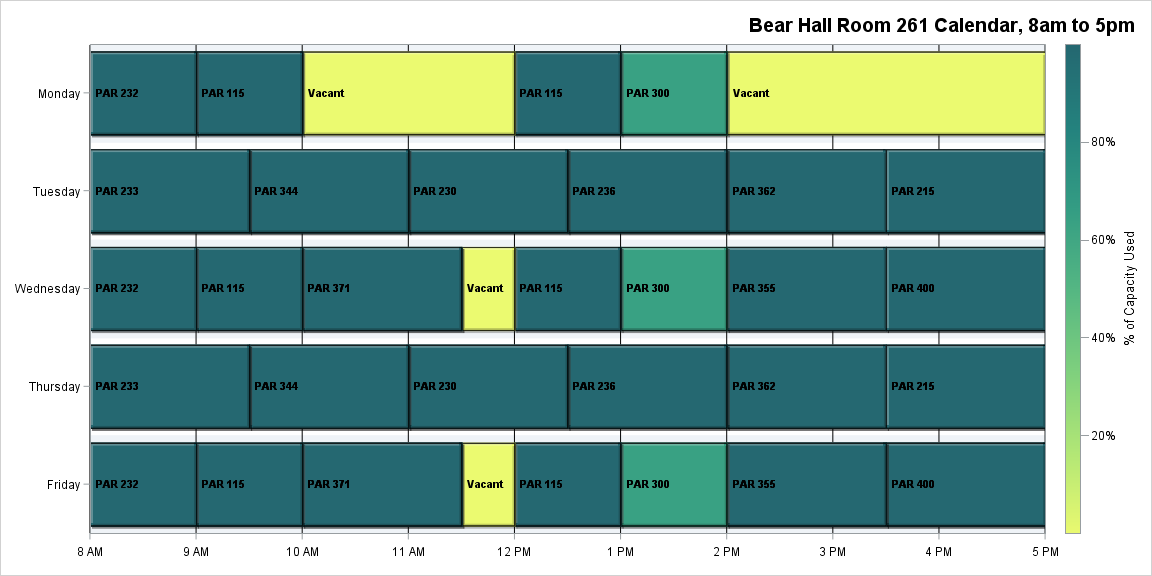 Bear Hall Room 261 Calendar, 8am to 5pm
Monday
PAR 232 PAR 115 Vacant PAR 115 PAR 300 Vacant
Tuesday
PAR 233 PAR 344 PAR 230 PAR 236 PAR 362 PAR 215
Wednesday
PAR 232 PAR 115 PAR 371 Vacant PAR 115 PAR 300 PAR 355 PAR 400
Thursday
PAR 233 PAR 344 PAR 230 PAR 236 PAR 362 PAR 215
Friday
PAR 232 PAR 115 PAR 371 Vacant PAR 115 PAR 300 PAR 355 PAR 400
8 AM 9 AM 10 AM 11 AM 12 PM 1 PM 2 PM 3 PM 4 PM 5 PM
80%
60%
40%
20%
% of Capacity Used